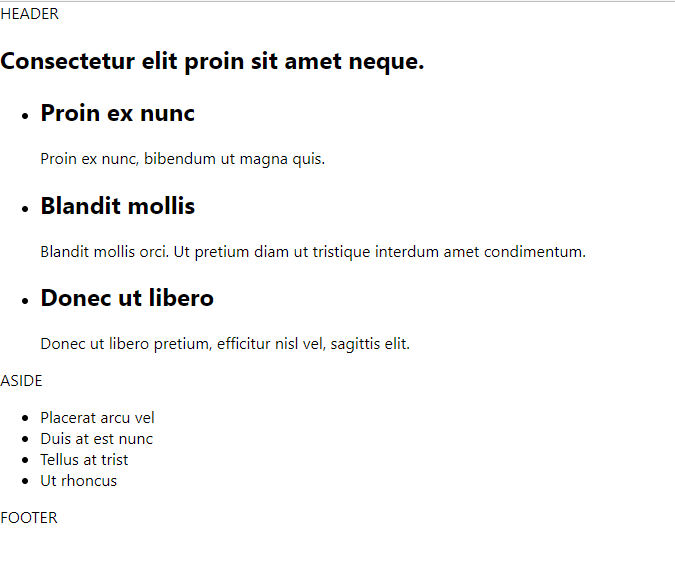 HEADER
Consectetur elit proin sit amet neque.
Proin ex nunc
Proin ex nunc, bibendum ut magna quis.
Blandit mollis
Blandit mollis orci. Ut pretium diam ut tristique interdum amet condimentum.
Donec ut libero
Donec ut libero pretium, efficitur nisl vel, sagittis elit.
ASIDE
Placerat arcu vel
Duis at est nunc
Tellus at trist
Ut rhoncus
FOOTER